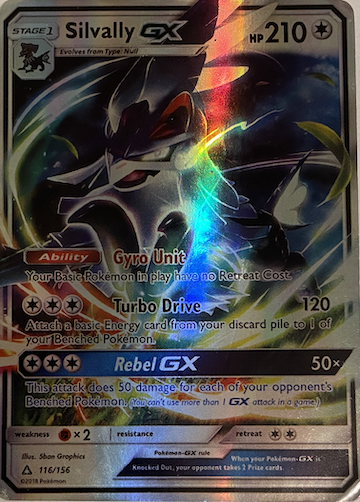 STAGE 1
Silvally GX HP 210
Evolves from Type: Null
Ability Gyro Unit
Your Basic Pokémon in play have no Retreat Cost.
Turbo Drive 120
Attach a basic Energy card from your discard pile to 1 of
your Benched Pokémon.
Rebel GX 50×
This attack does 50 damage for each of your opponent's
Benched Pokémon. (You can't use more than 1 GX attack in a game.)
weakness × 2 resistance retreat
Pokémon-GX rule
Illus. 5ban Graphics When your Pokémon-GX is
116/156 Knocked Out, your opponent takes 2 Prize cards.
©2018 Pokémon